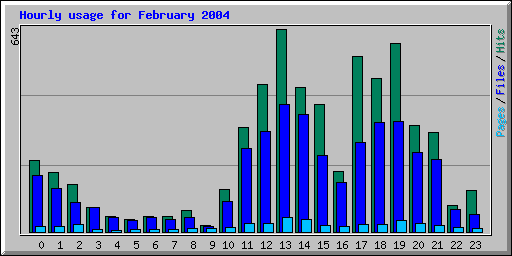 Hourly usage for February 2004
643
Pages / Files / Hits
0 1 2 3 4 5 6 7 8 9 10 11 12 13 14 15 16 17 18 19 20 21 22 23